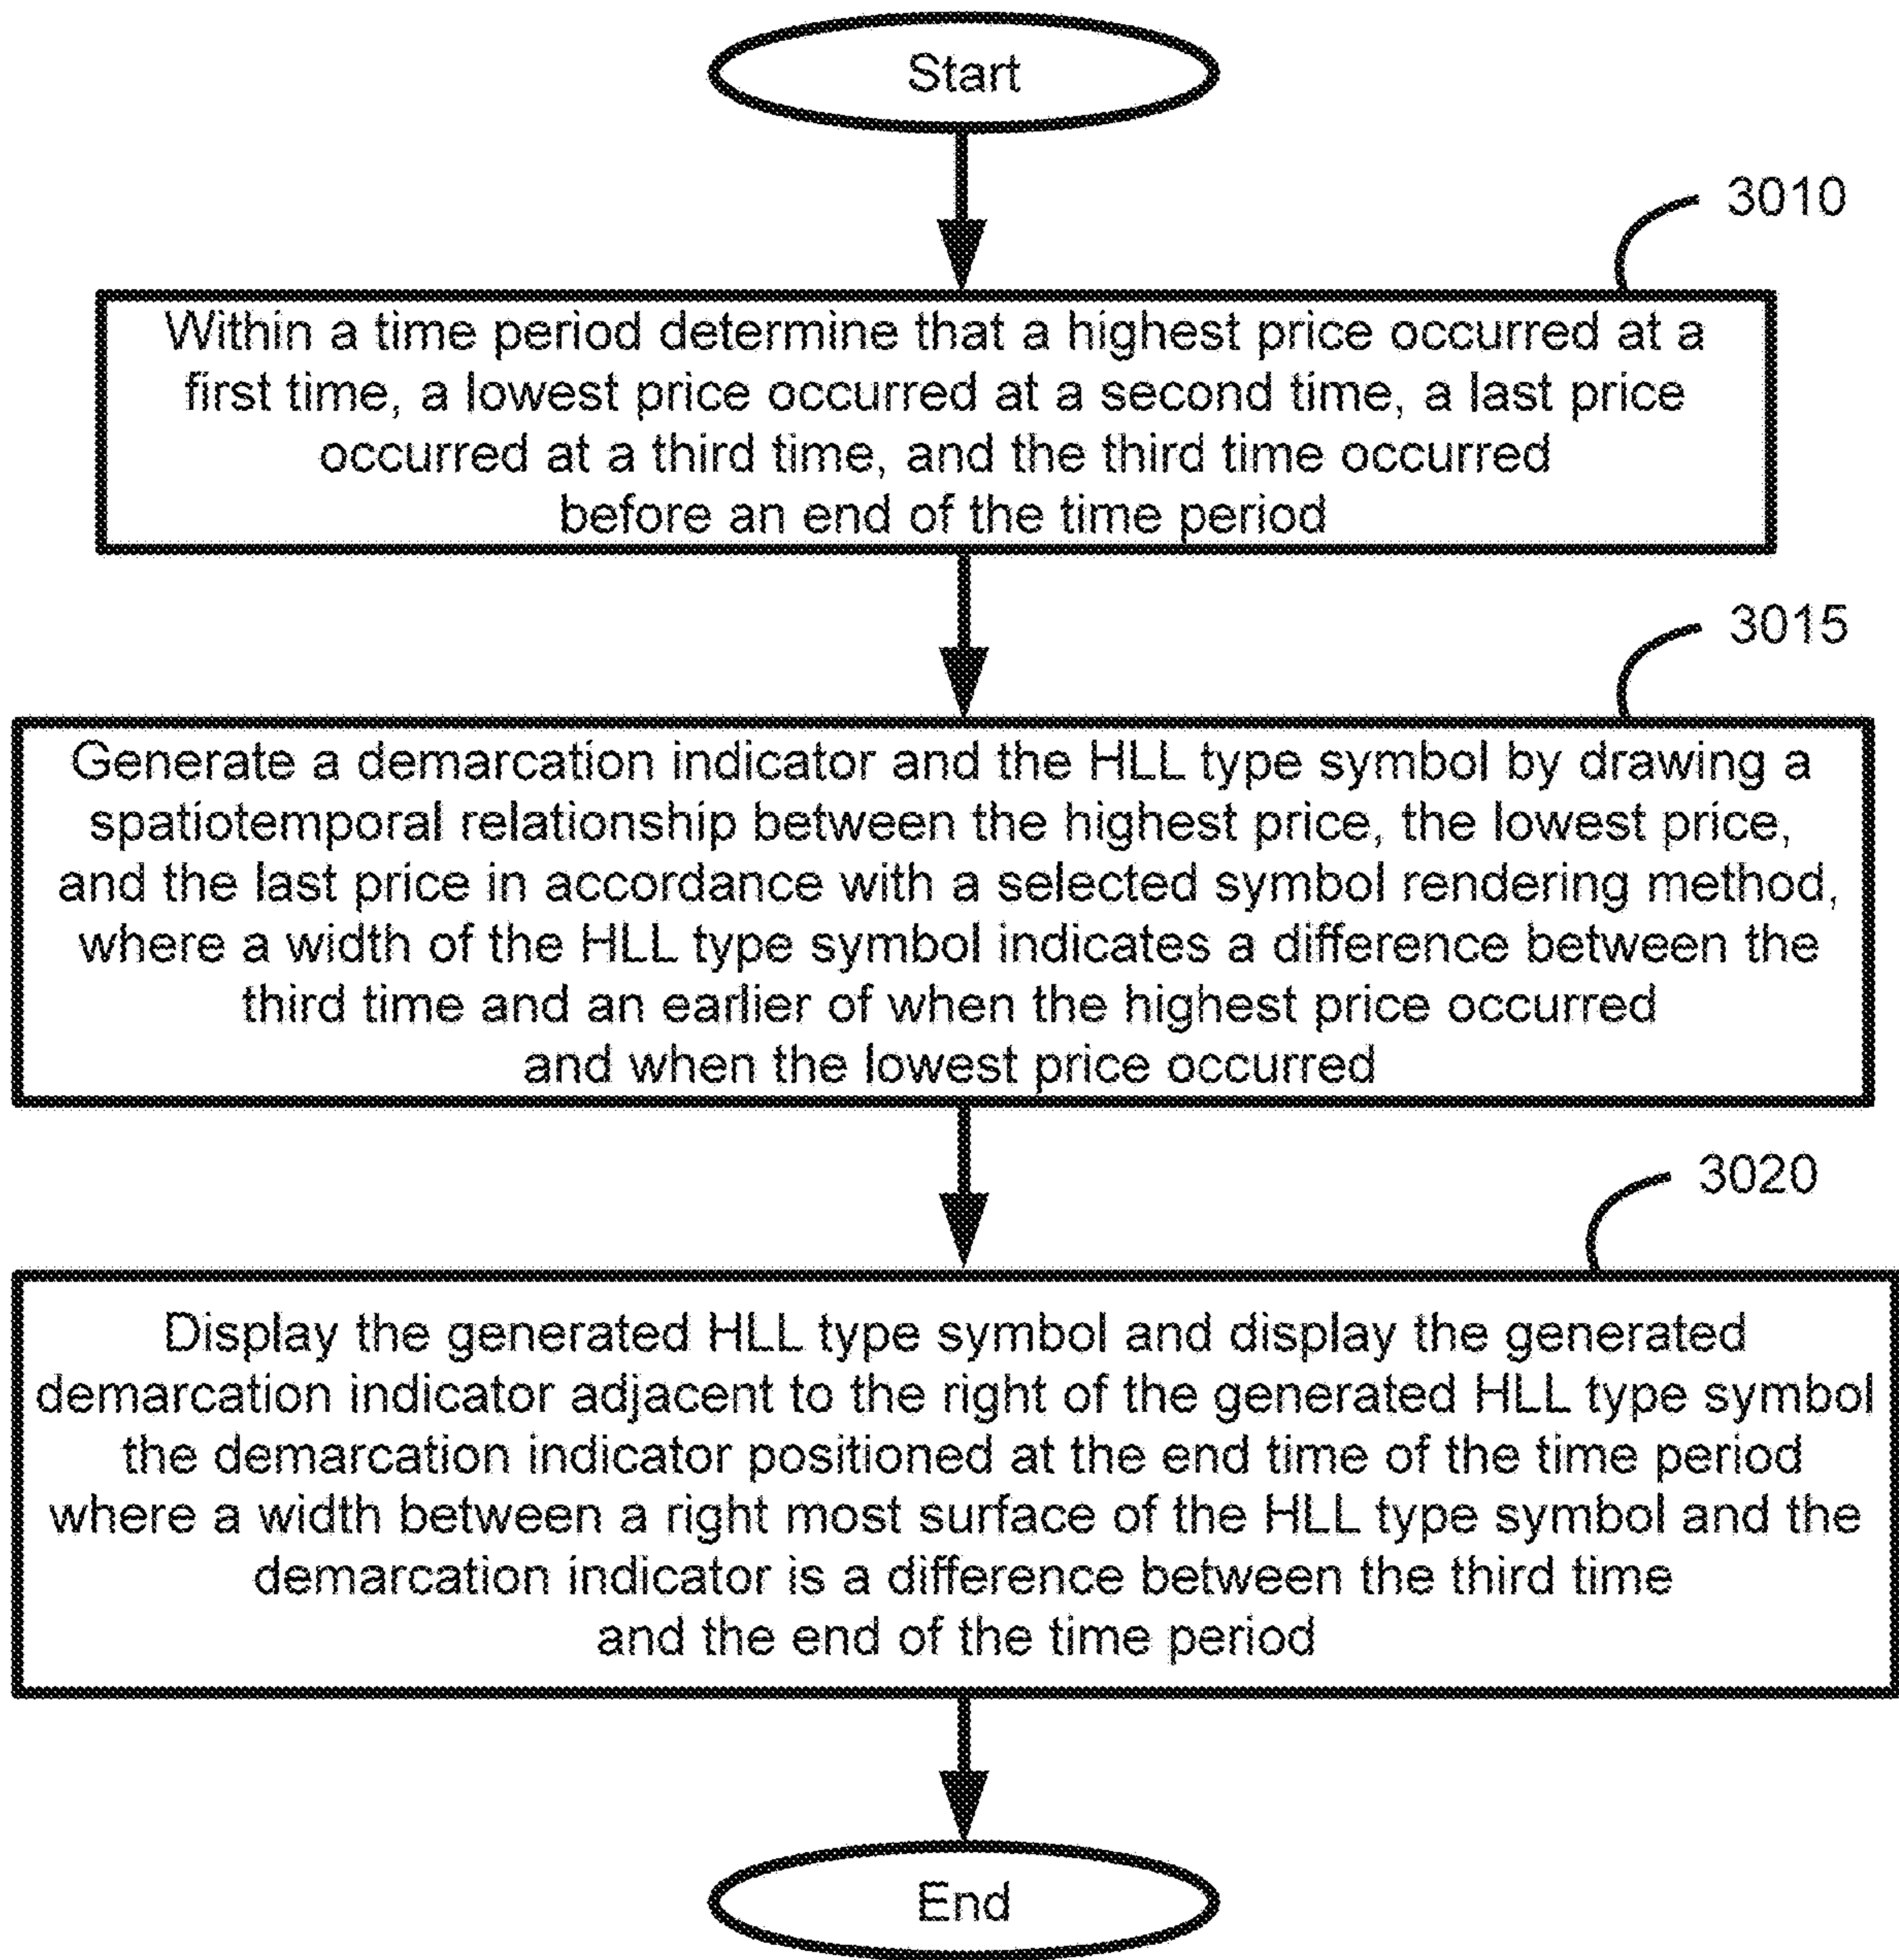 Start
3010
Within a time period determine that a highest price occurred at a
first time, a lowest price occurred at a second time, a last price
occurred at a third time, and the third time occurred
before an end of the time period
3015
Generate a demarcation indicator and the HLL type symbol by drawing a
spatiotemporal relationship between the highest price, the lowest price,
and the last price in accordance with a selected symbol rendering method,
where a width of the HLL type symbol indicates a difference between the
third time and an earlier of when the highest price occurred
and when the lowest price occurred
3020
Display the generated HLL type symbol and display the generated
demarcation indicator adjacent to the right of the generated HLL type symbol
the demarcation indicator positioned at the end time of the time period
where a width between a right most surface of the HLL type symbol and the
demarcation indicator is a difference between the third time
and the end of the time period
End